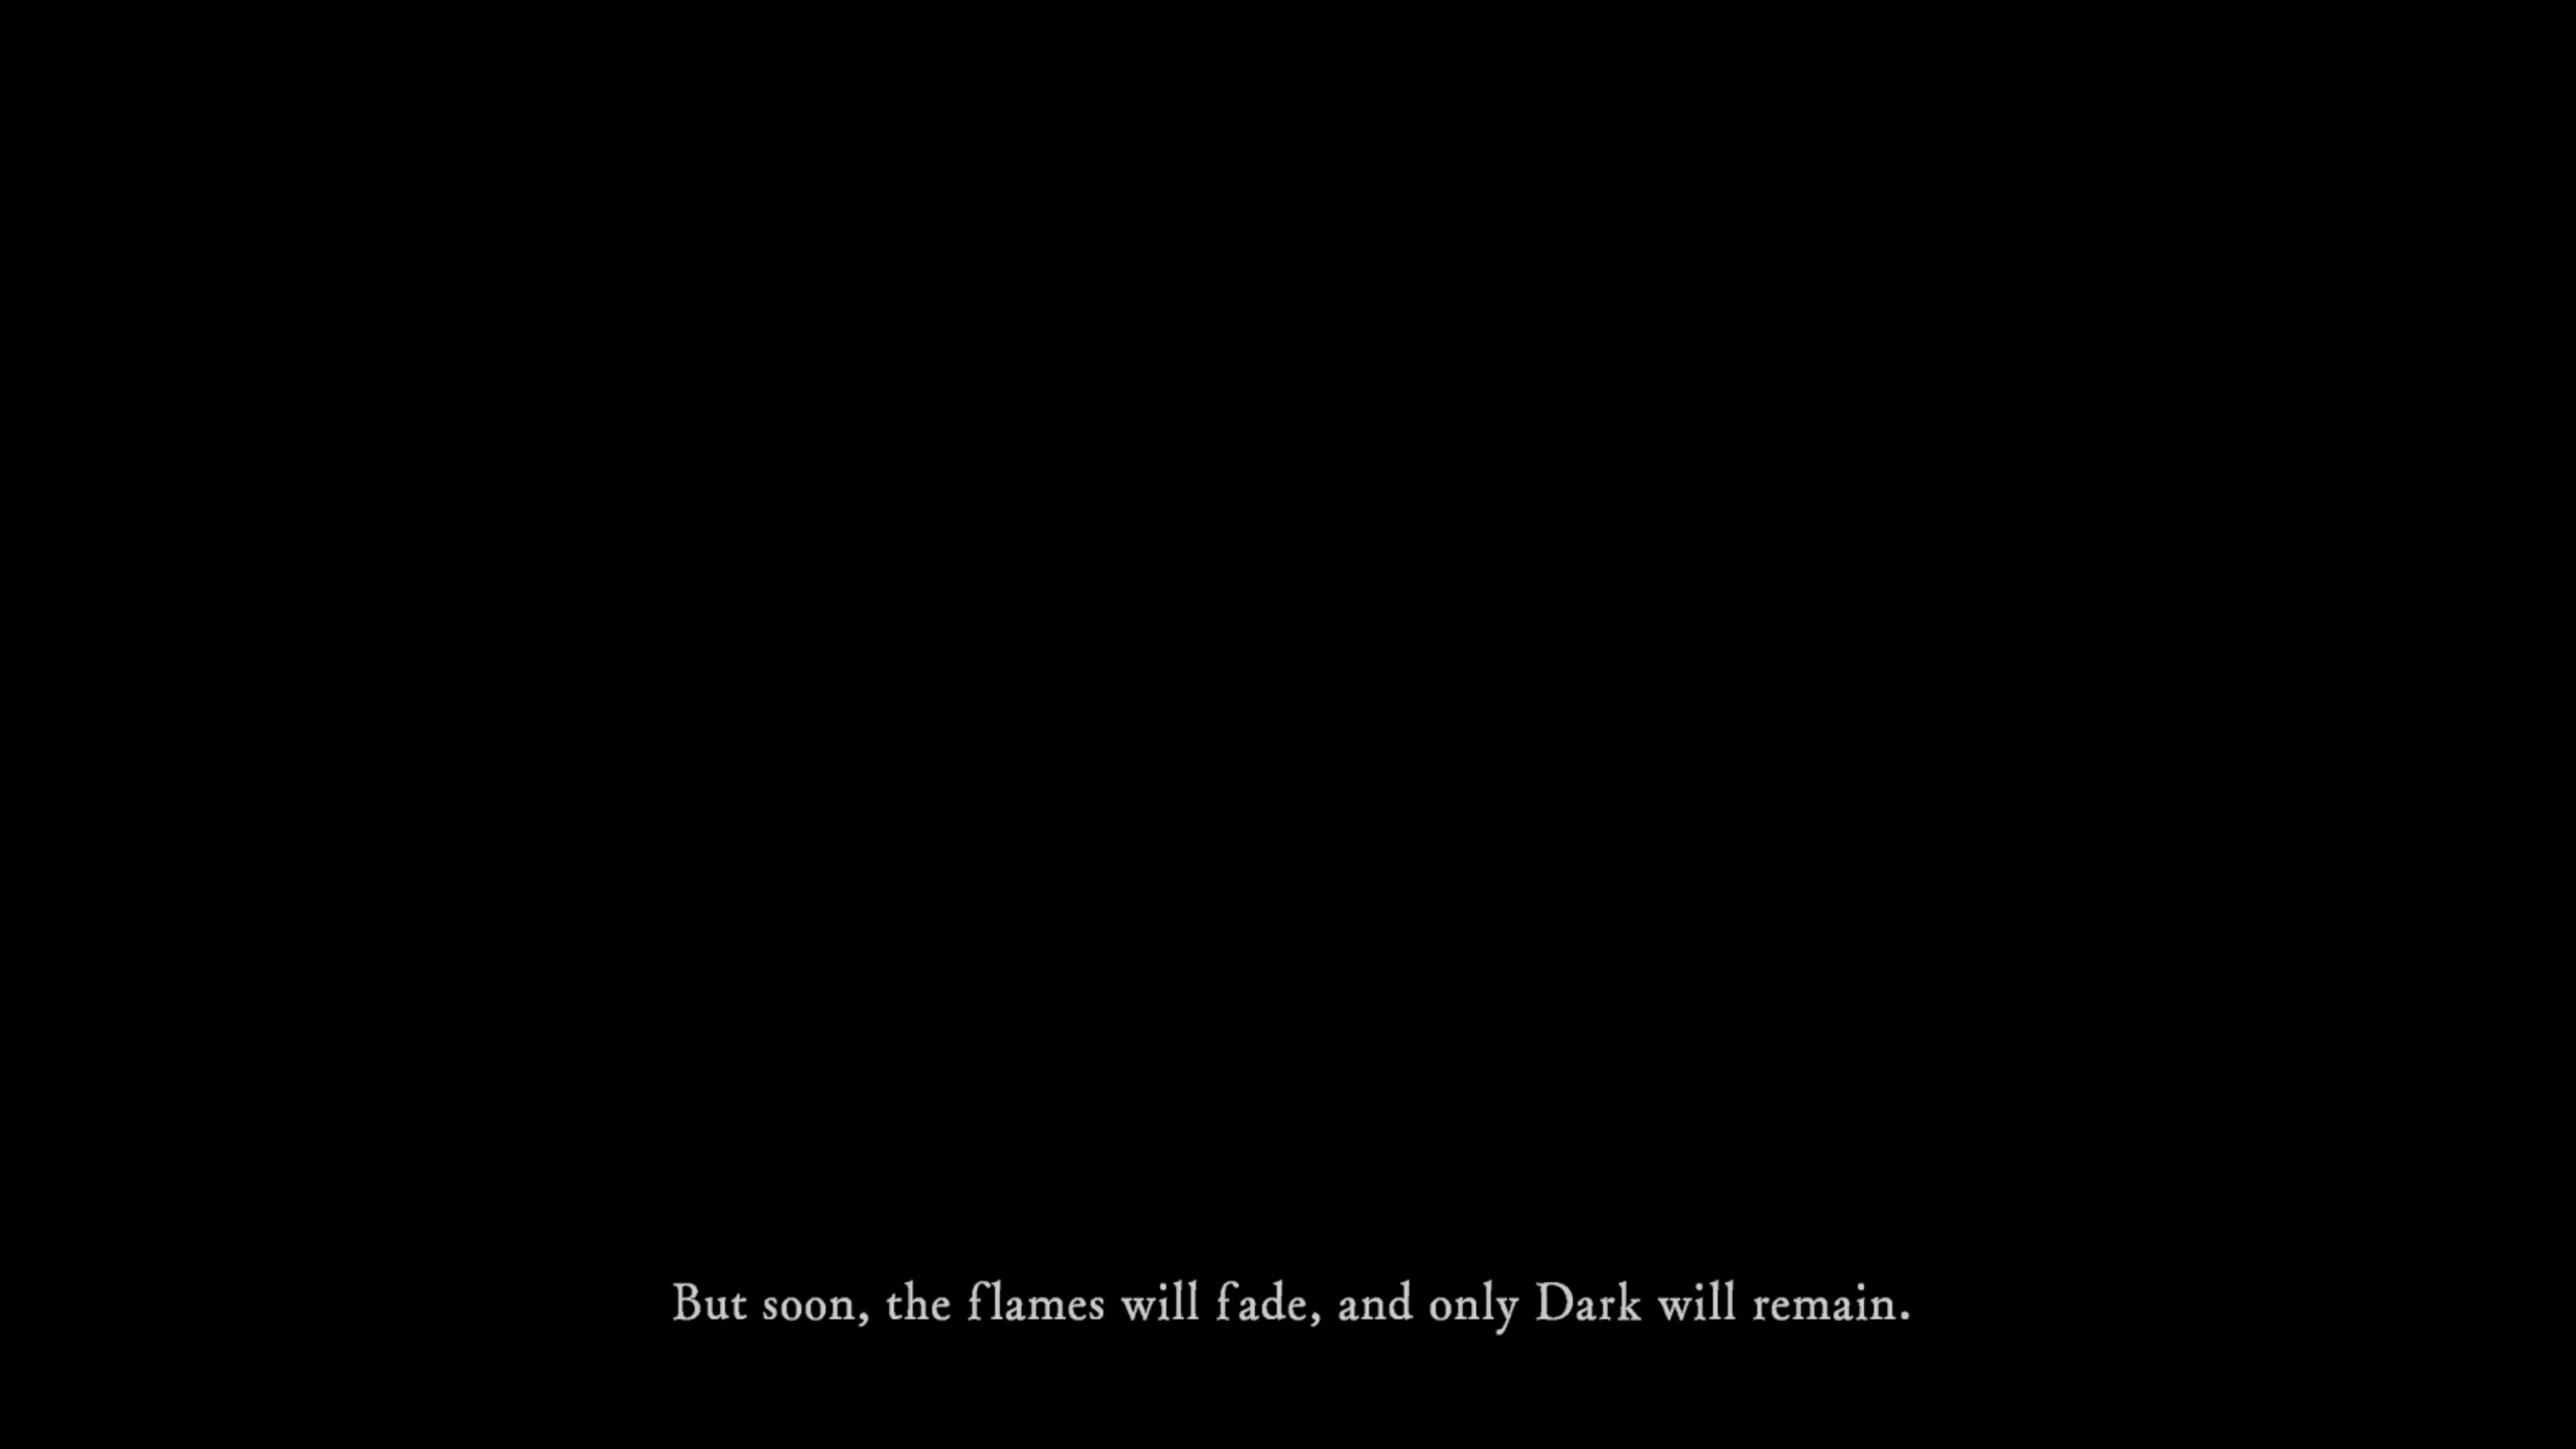 But soon, the flames will fade, and only Dark will remain.